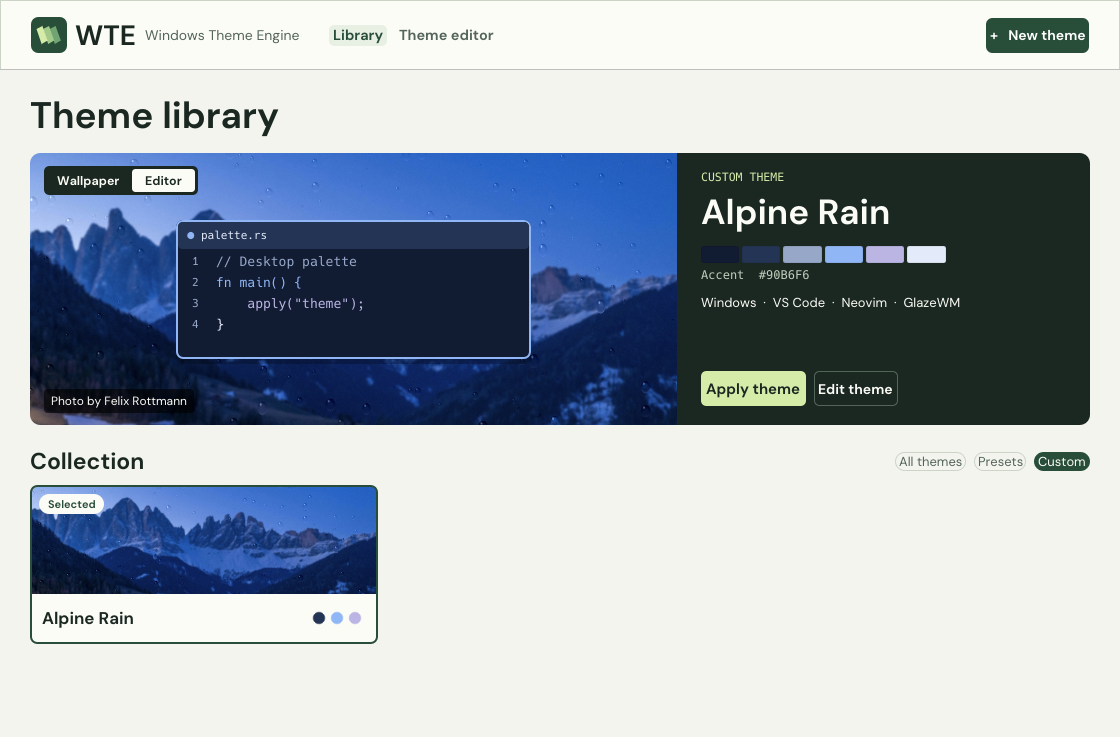 WTE Windows Theme Engine Library Theme editor + New theme
Theme library
Wallpaper Editor
palette.rs
1 // Desktop palette
2 fn main() {
3     apply("theme");
4 }
Photo by Felix Rottmann
CUSTOM THEME
Alpine Rain
Accent #90B6F6
Windows · VS Code · Neovim · GlazeWM
Apply theme Edit theme
Collection All themes Presets Custom
Selected
Alpine Rain